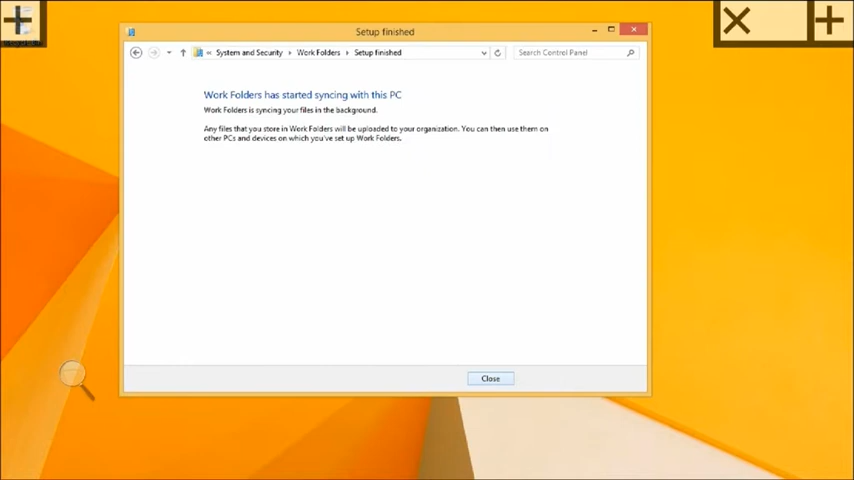 Setup finished
« System and Security Work Folders Setup finished
Search Control Panel
Work Folders has started syncing with this PC
Work Folders is syncing your files in the background.
Any files that you store in Work Folders will be uploaded to your organization. You can then use them on
other PCs and devices on which you've set up Work Folders.
Close